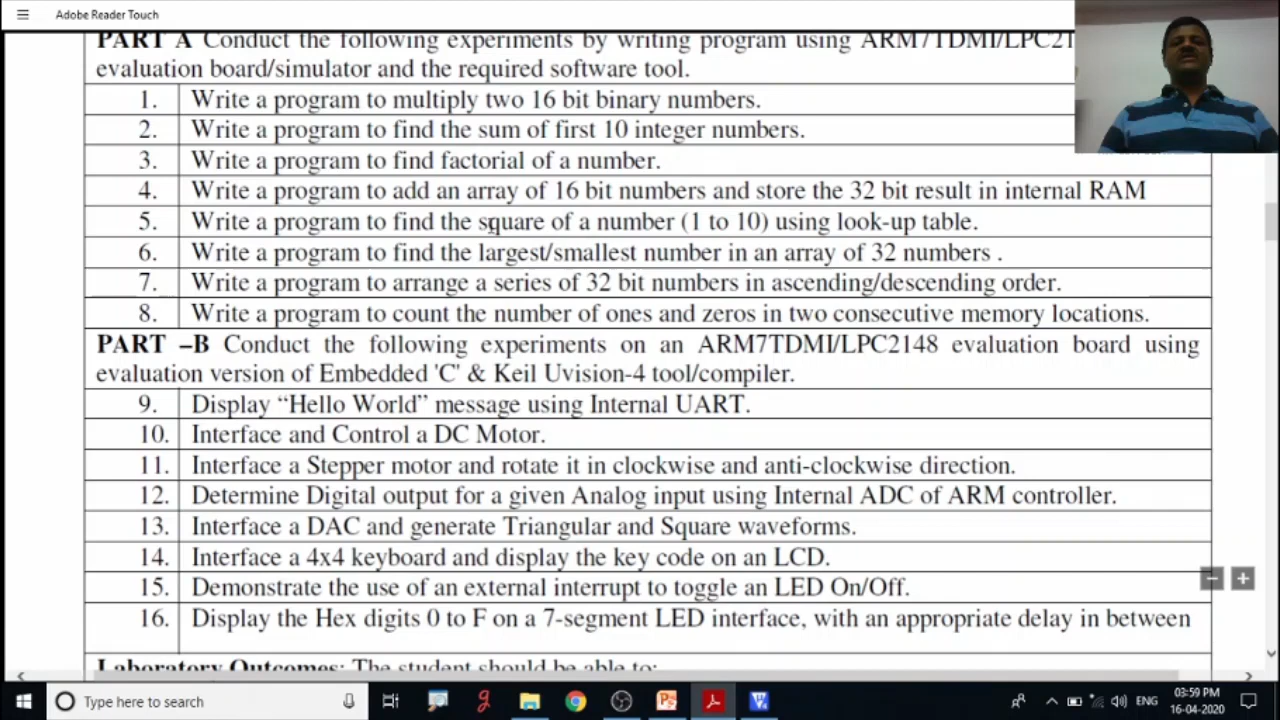 Adobe Reader Touch
PART A Conduct the following experiments by writing program using ARM7TDMI/LPC21
evaluation board/simulator and the required software tool.
1. Write a program to multiply two 16 bit binary numbers.
2. Write a program to find the sum of first 10 integer numbers.
3. Write a program to find factorial of a number.
4. Write a program to add an array of 16 bit numbers and store the 32 bit result in internal RAM
5. Write a program to find the square of a number (1 to 10) using look-up table.
6. Write a program to find the largest/smallest number in an array of 32 numbers .
7. Write a program to arrange a series of 32 bit numbers in ascending/descending order.
8. Write a program to count the number of ones and zeros in two consecutive memory locations.
PART –B Conduct the following experiments on an ARM7TDMI/LPC2148 evaluation board using
evaluation version of Embedded 'C' & Keil Uvision-4 tool/compiler.
9. Display “Hello World” message using Internal UART.
10. Interface and Control a DC Motor.
11. Interface a Stepper motor and rotate it in clockwise and anti-clockwise direction.
12. Determine Digital output for a given Analog input using Internal ADC of ARM controller.
13. Interface a DAC and generate Triangular and Square waveforms.
14. Interface a 4x4 keyboard and display the key code on an LCD.
15. Demonstrate the use of an external interrupt to toggle an LED On/Off.
16. Display the Hex digits 0 to F on a 7-segment LED interface, with an appropriate delay in between
Laboratory Outcomes: The student should be able to:
Type here to search
ENG
03:59 PM
16-04-2020